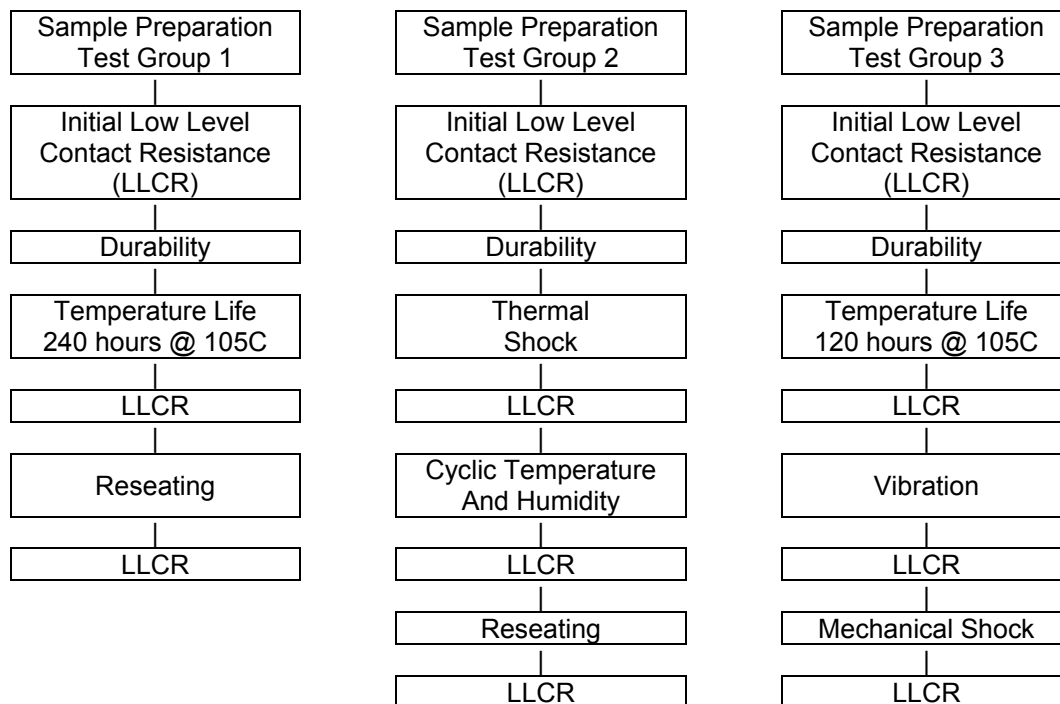 Sample Preparation
Test Group 1
Initial Low Level
Contact Resistance
(LLCR)
Durability
Temperature Life
240 hours @ 105C
LLCR
Reseating
LLCR
Sample Preparation
Test Group 2
Initial Low Level
Contact Resistance
(LLCR)
Durability
Thermal
Shock
LLCR
Cyclic Temperature
And Humidity
LLCR
Reseating
LLCR
Sample Preparation
Test Group 3
Initial Low Level
Contact Resistance
(LLCR)
Durability
Temperature Life
120 hours @ 105C
LLCR
Vibration
LLCR
Mechanical Shock
LLCR